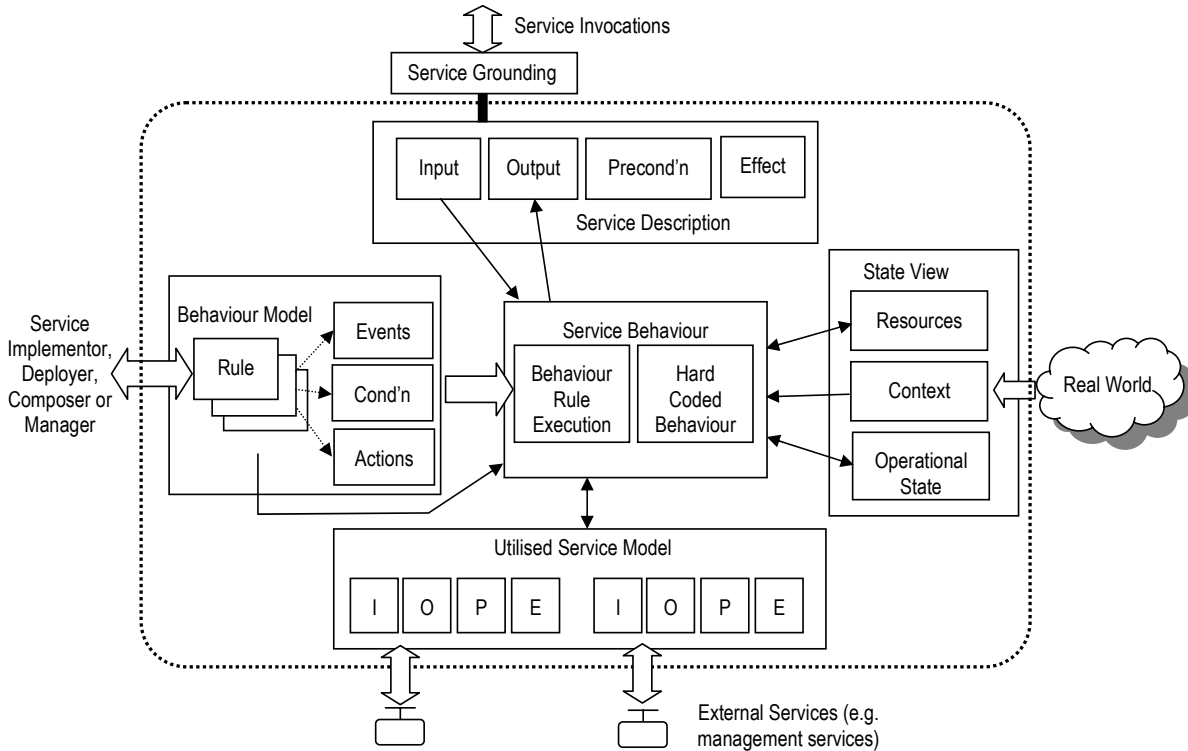 Service Invocations
Service Grounding
Input
Output
Precond'n
Effect
Service Description
State View
Resources
Context
Operational
State
Real World
Behaviour Model
Rule
Events
Cond'n
Actions
Service
Implementor,
Deployer,
Composer or
Manager
Service Behaviour
Behaviour
Rule
Execution
Hard
Coded
Behaviour
Utilised Service Model
I
O
P
E
I
O
P
E
External Services (e.g.
management services)